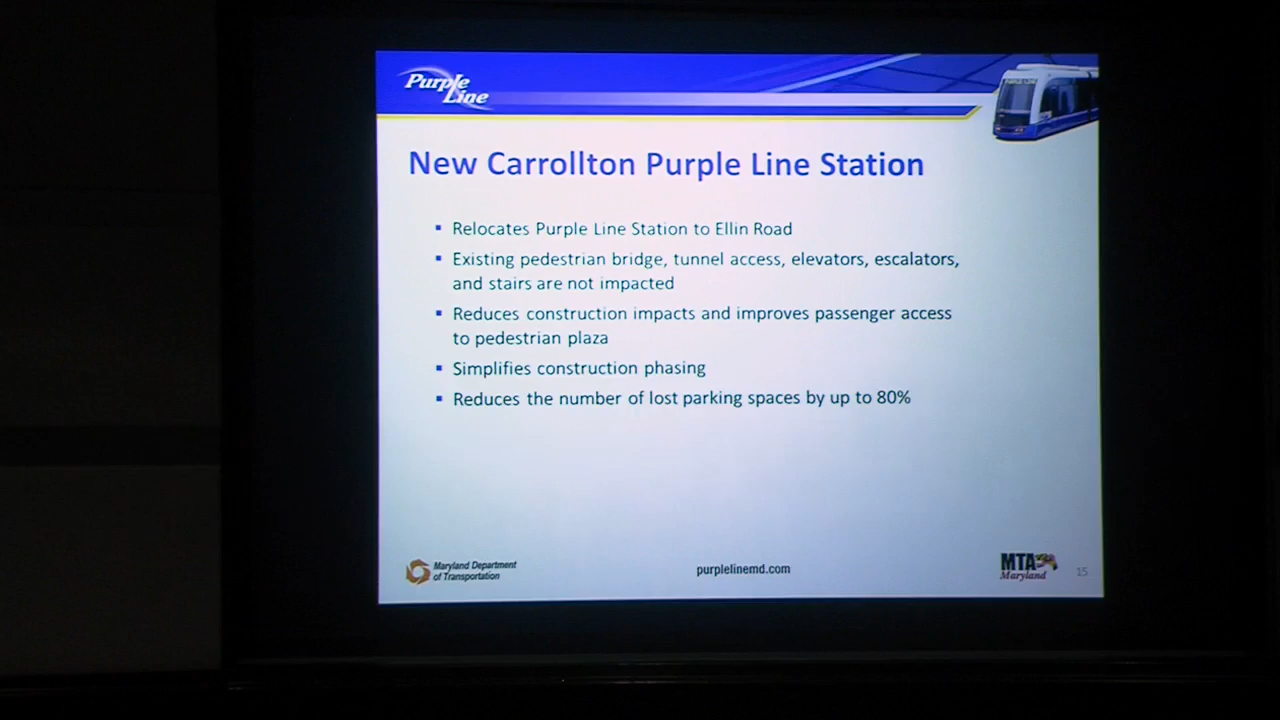 Purple
Line
New Carrollton Purple Line Station
▪ Relocates Purple Line Station to Ellin Road
▪ Existing pedestrian bridge, tunnel access, elevators, escalators,
and stairs are not impacted
▪ Reduces construction impacts and improves passenger access
to pedestrian plaza
▪ Simplifies construction phasing
▪ Reduces the number of lost parking spaces by up to 80%
Maryland Department
of Transportation
purplelinemd.com
MTA
Maryland
15